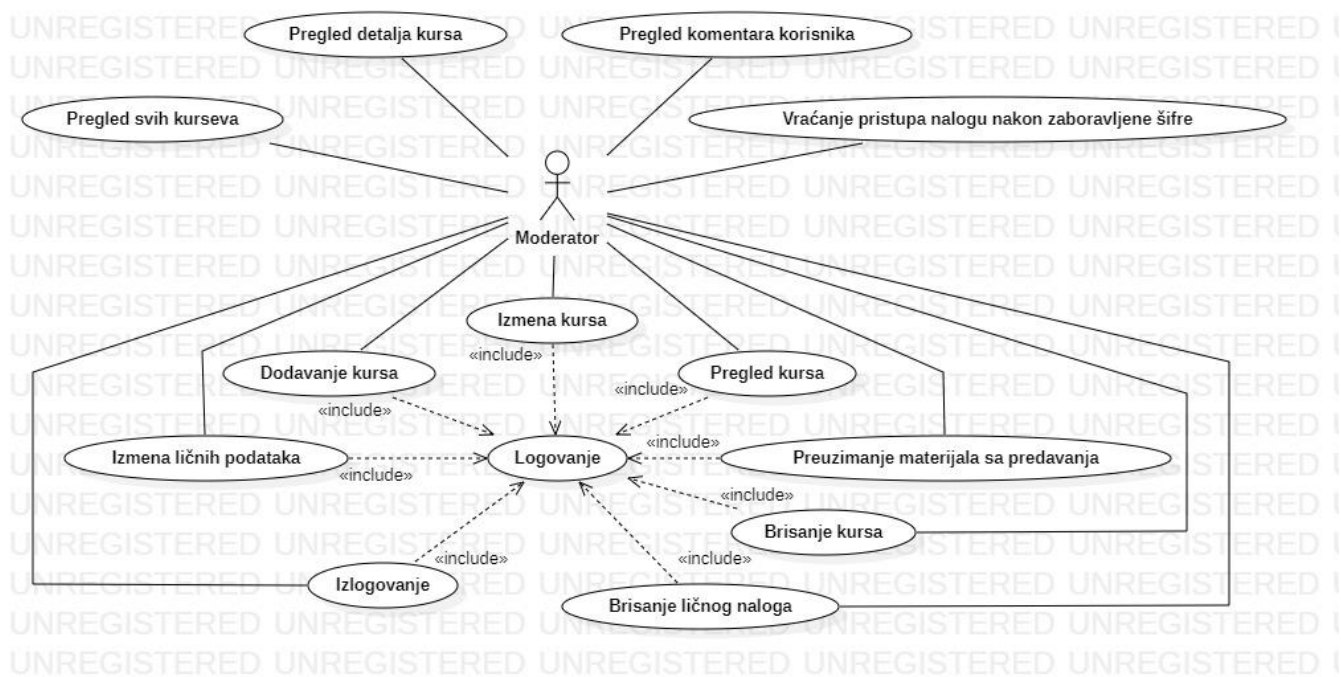 Pregled detalja kursa
Pregled komentara korisnika
Pregled svih kurseva
Vraćanje pristupa nalogu nakon zaboravljene šifre
Moderator
Izmena kursa
«include»
Dodavanje kursa
Pregled kursa
«include»
«include»
Izmena ličnih podataka
«include»
Logovanje
«include»
Preuzimanje materijala sa predavanja
«include»
Brisanje kursa
«include»
Izlogovanje
«include»
Brisanje ličnog naloga
UNREGISTERED